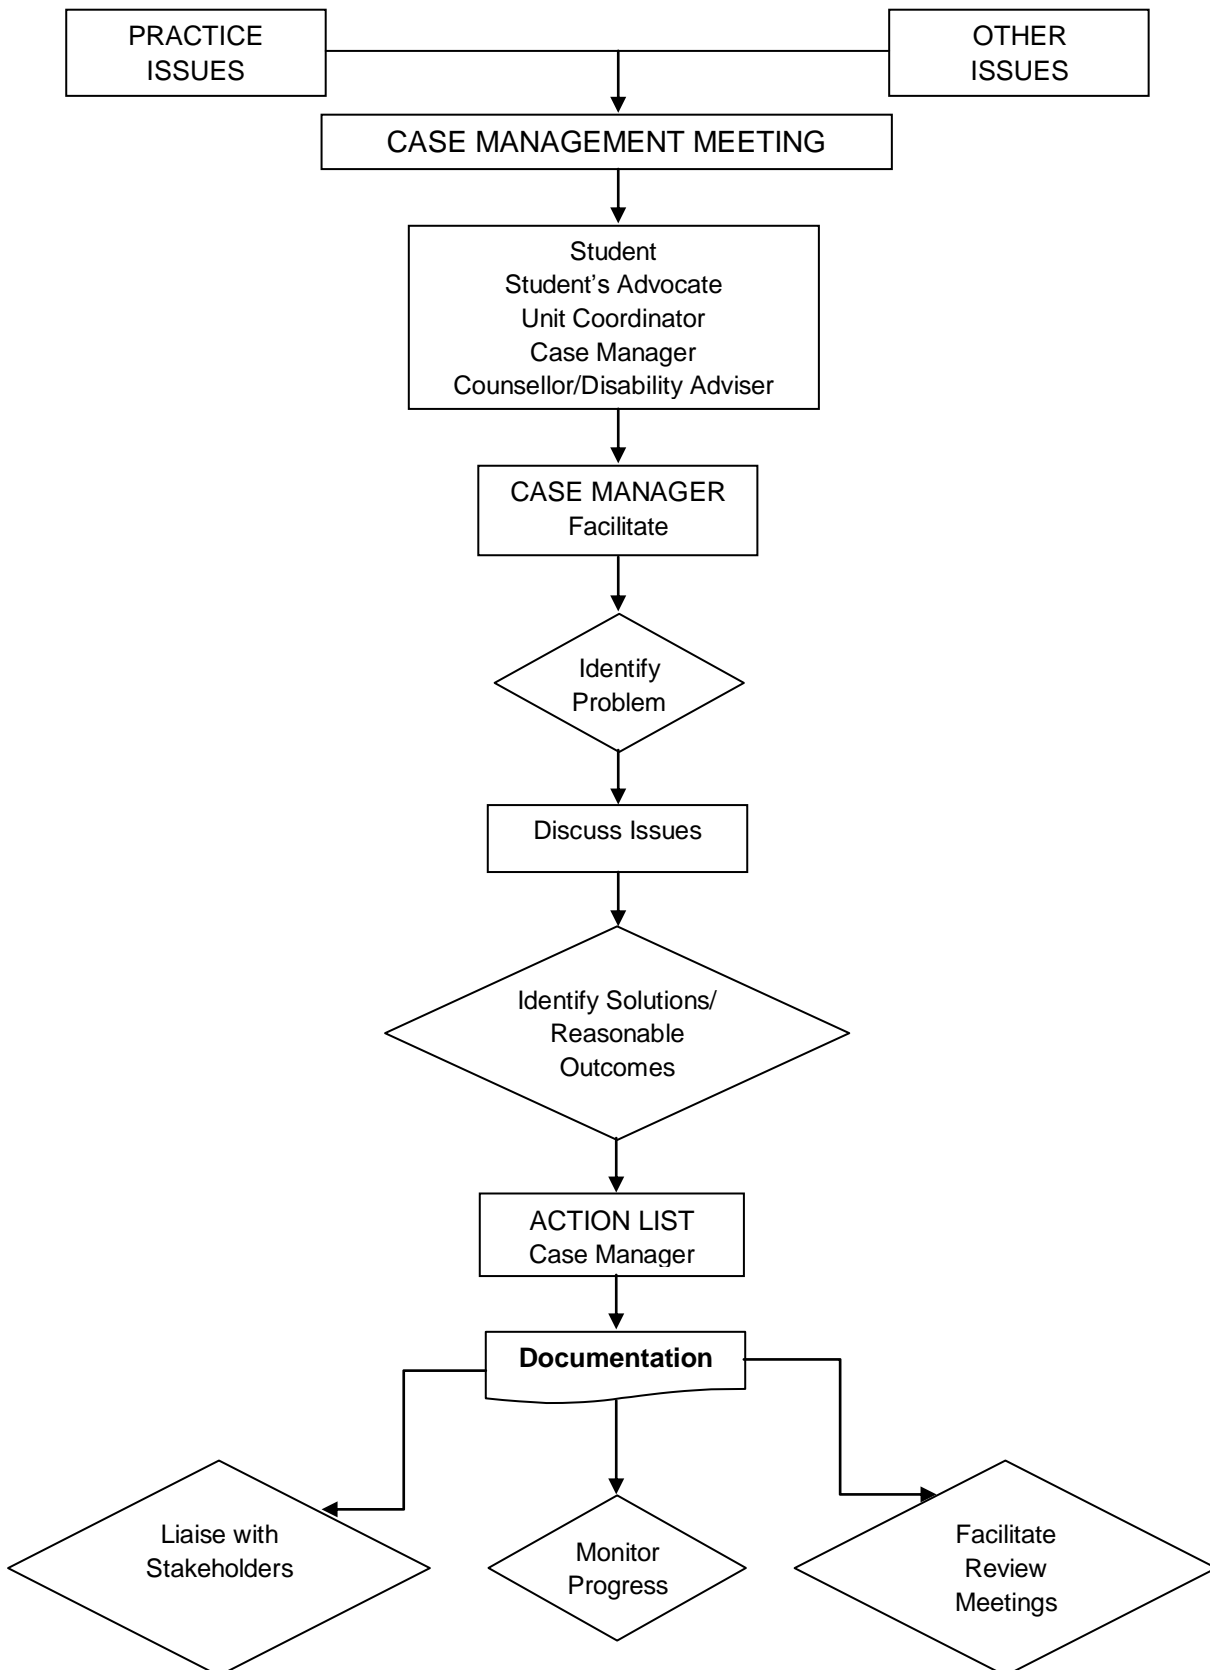 PRACTICE
ISSUES
OTHER
ISSUES
CASE MANAGEMENT MEETING
Student
Student’s Advocate
Unit Coordinator
Case Manager
Counsellor/Disability Adviser
CASE MANAGER
Facilitate
Identify
Problem
Discuss Issues
Identify Solutions/
Reasonable
Outcomes
ACTION LIST
Case Manager
Documentation
Liaise with
Stakeholders
Monitor
Progress
Facilitate
Review
Meetings